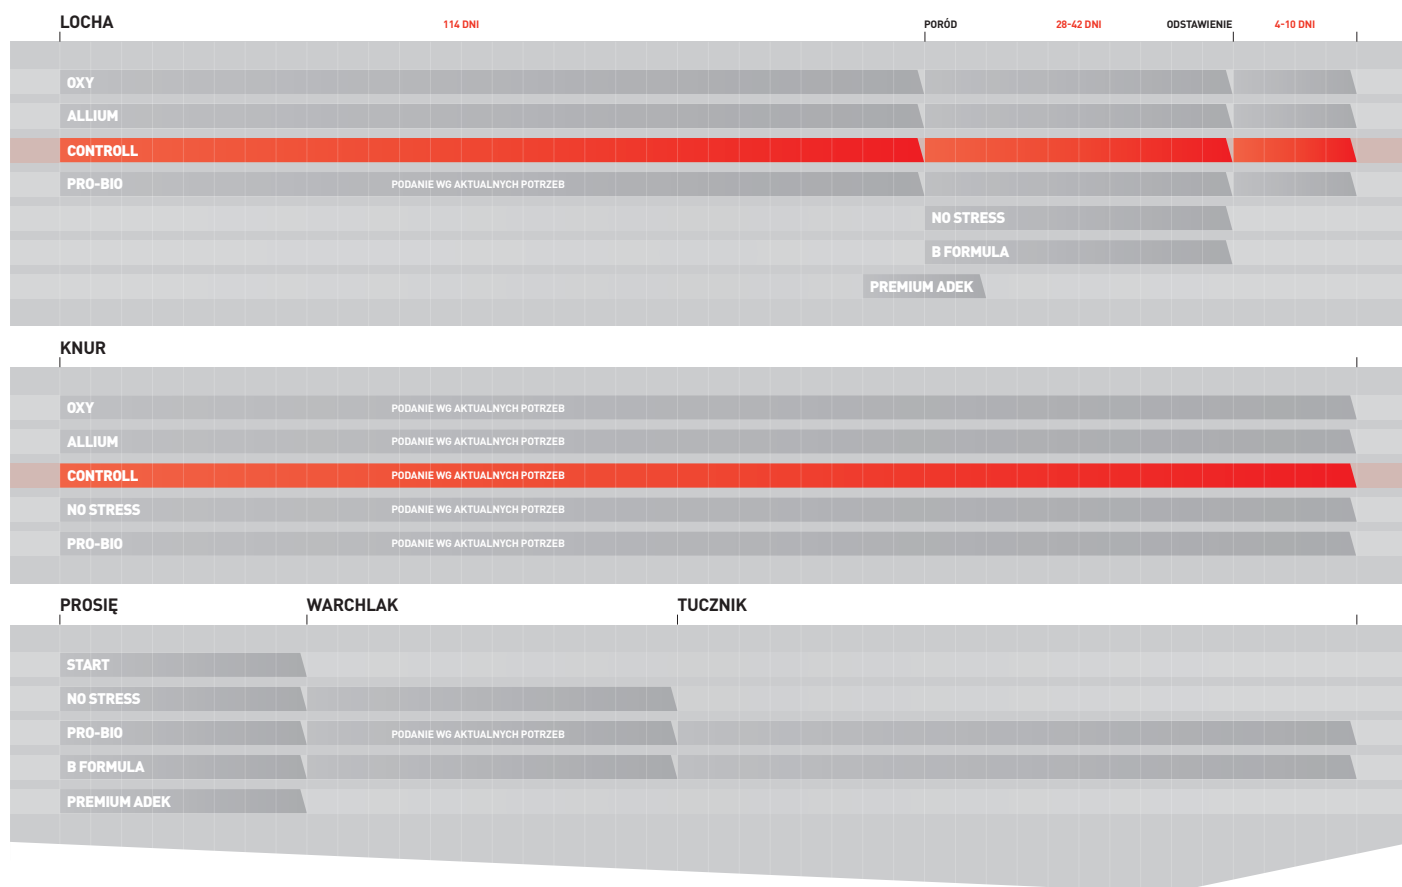 LOCHA 114 DNI PORÓD 28-42 DNI ODSTAWIENIE 4-10 DNI
OXY
ALLIUM
CONTROLL
PRO-BIO PODANIE WG AKTUALNYCH POTRZEB
NO STRESS
B FORMULA
PREMIUM ADEK
KNUR
OXY PODANIE WG AKTUALNYCH POTRZEB
ALLIUM PODANIE WG AKTUALNYCH POTRZEB
CONTROLL PODANIE WG AKTUALNYCH POTRZEB
NO STRESS PODANIE WG AKTUALNYCH POTRZEB
PRO-BIO PODANIE WG AKTUALNYCH POTRZEB
PROSIĘ WARCHLAK TUCZNIK
START
NO STRESS
PRO-BIO PODANIE WG AKTUALNYCH POTRZEB
B FORMULA
PREMIUM ADEK